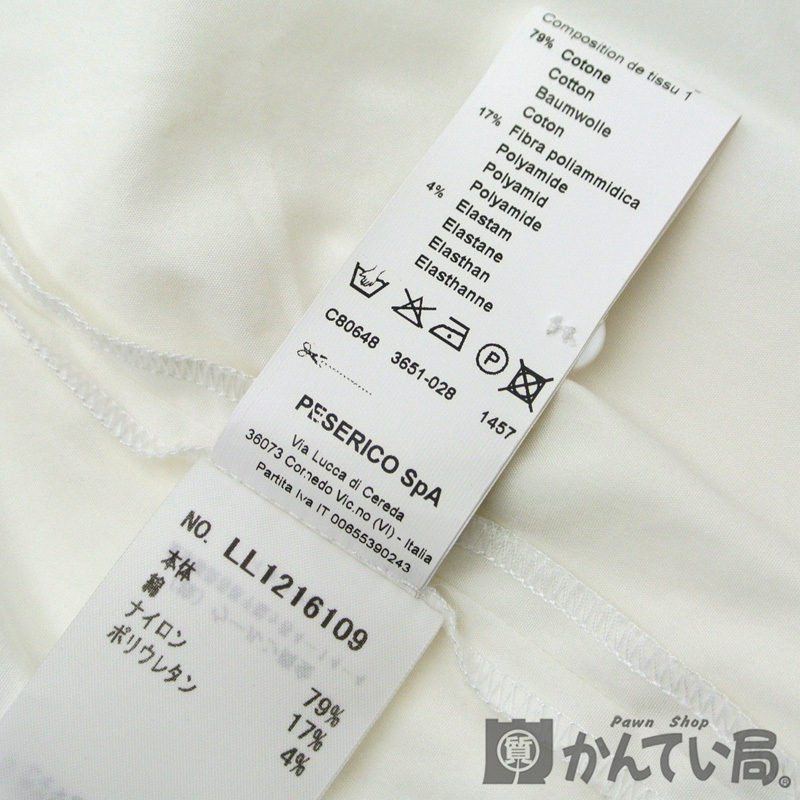 Composition de tissu 1
79% Cotone
Cotton
Baumwolle
Coton
17% Fibra poliammidica
Polyamide
Polyamid
Polyamide
4% Elastam
Elastane
Elasthan
Elasthanne
P
C80648 3651-028 1457
PESERICO SpA
Via Lucca di Cereda
36073 Cornedo Vic.no (VI) - Italia
Partita Iva IT 00655390243
NO. LL1216109
本体
綿 79%
ナイロン 17%
ポリウレタン 4%
Pawn Shop
質 かんてい局®